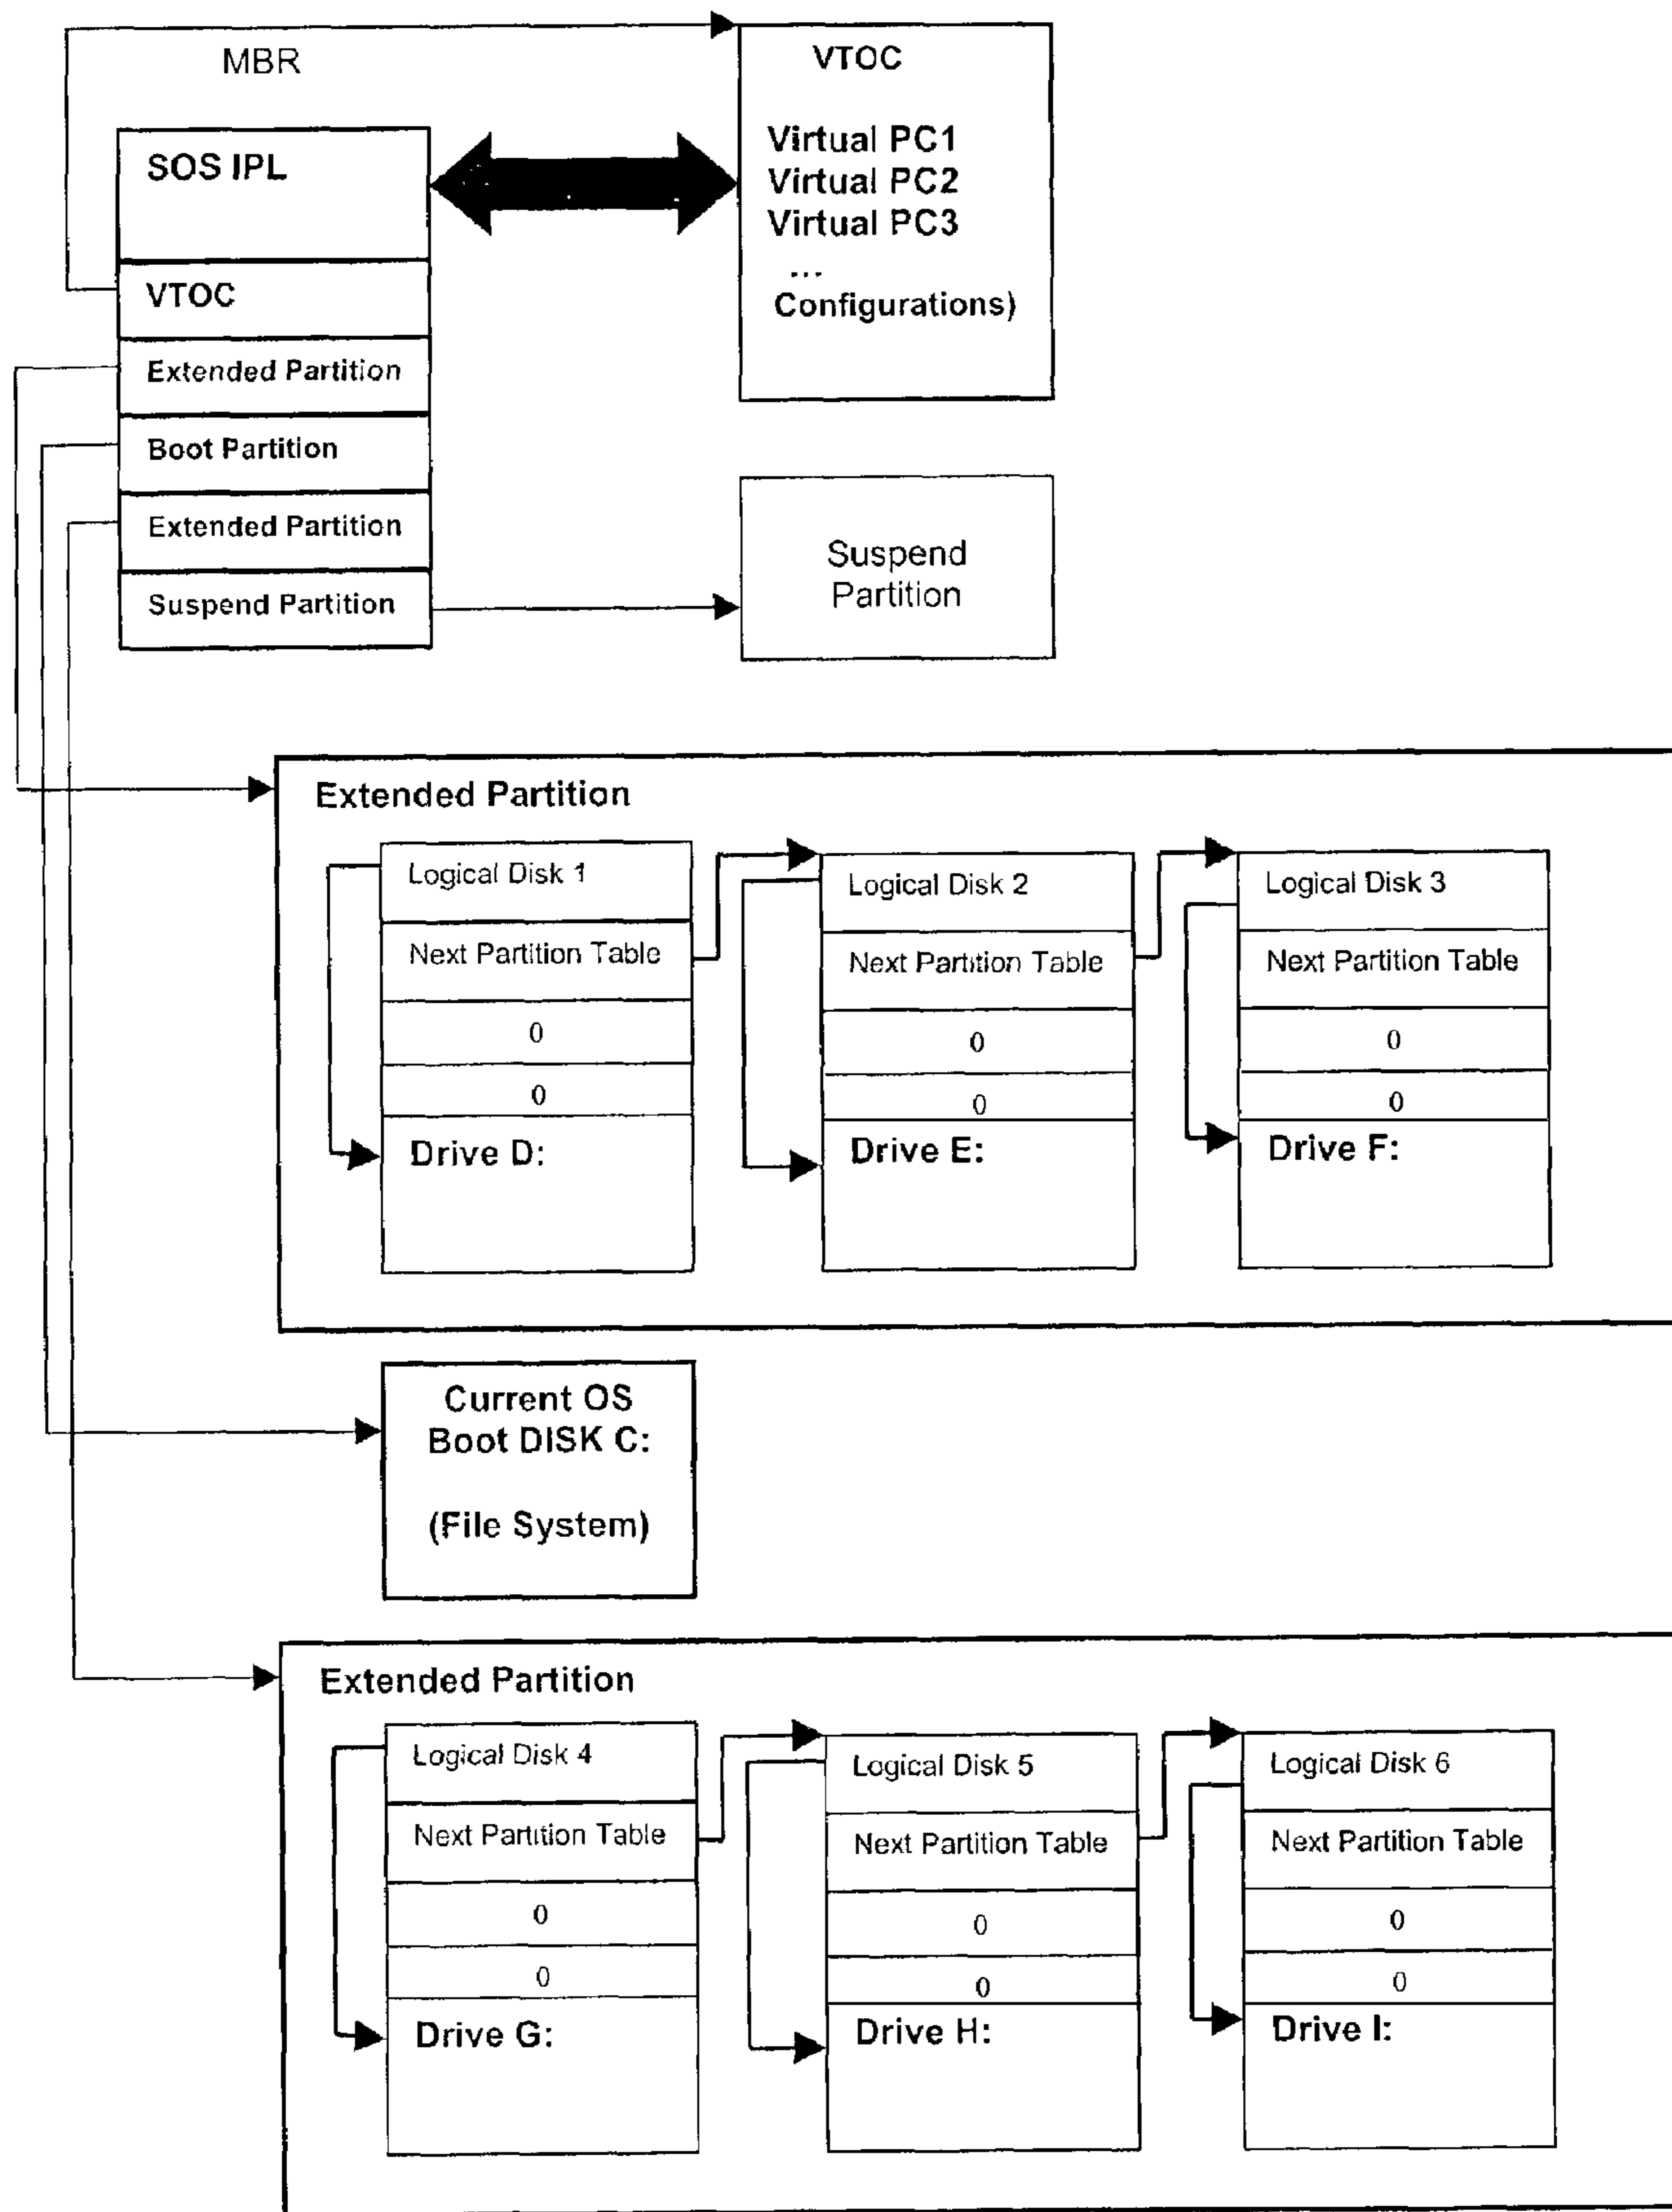 MBR
SOS IPL
VTOC
Extended Partition
Boot Partition
Extended Partition
Suspend Partition
VTOC
Virtual PC1
Virtual PC2
Virtual PC3
...
Configurations)
Suspend
Partition
Extended Partition
Logical Disk 1
Next Partition Table
0
0
Drive D:
Logical Disk 2
Next Partition Table
0
0
Drive E:
Logical Disk 3
Next Partition Table
0
0
Drive F:
Current OS
Boot DISK C:
(File System)
Extended Partition
Logical Disk 4
Next Partition Table
0
0
Drive G:
Logical Disk 5
Next Partition Table
0
0
Drive H:
Logical Disk 6
Next Partition Table
0
0
Drive I: